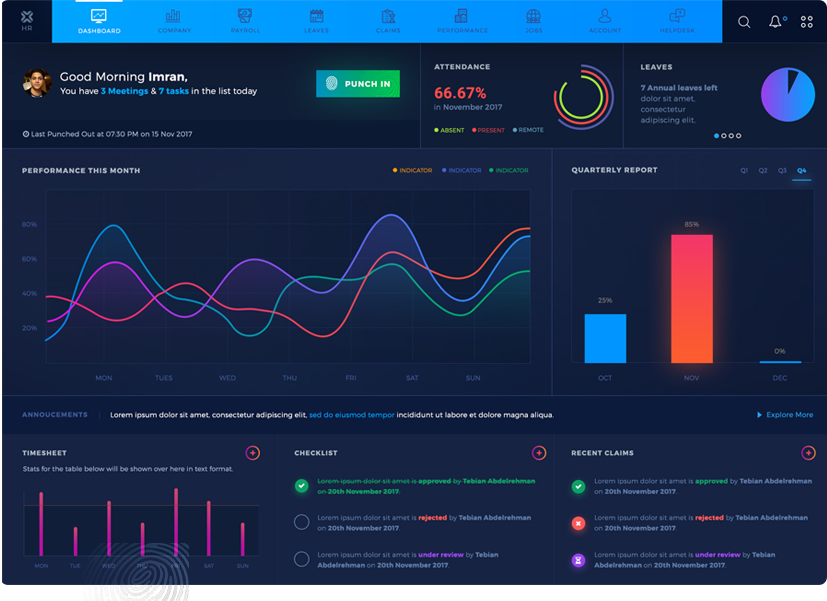 HR
DASHBOARD
COMPANY
PAYROLL
LEAVES
CLAIMS
PERFORMANCE
JOBS
ACCOUNT
HELPDESK
Good Morning Imran,
You have 3 Meetings & 7 tasks in the list today
PUNCH IN
Last Punched Out at 07:30 PM on 15 Nov 2017
ATTENDANCE
66.67%
in November 2017
ABSENT PRESENT REMOTE
LEAVES
7 Annual leaves left
dolor sit amet,
consectetur
adipiscing elit,
PERFORMANCE THIS MONTH
INDICATOR INDICATOR INDICATOR
80%
60%
40%
20%
MON TUES WED THU FRI SAT SUN
QUARTERLY REPORT
Q1 Q2 Q3 Q4
85%
25%
0%
OCT NOV DEC
ANNOUCEMENTS
Lorem ipsum dolor sit amet, consectetur adipiscing elit, sed do eiusmod tempor incididunt ut labore et dolore magna aliqua.
Explore More
TIMESHEET
Stats for the table below will be shown over here in text format.
MON TUE WED THU FRI SAT SUN
CHECKLIST
Lorem ipsum dolor sit amet is approved by Tebian Abdelrehman
on 20th November 2017.
Lorem ipsum dolor sit amet is rejected by Tebian Abdelrehman
on 20th November 2017.
Lorem ipsum dolor sit amet is under review by Tebian
Abdelrehman on 20th November 2017.
RECENT CLAIMS
Lorem ipsum dolor sit amet is approved by Tebian Abdelrehman
on 20th November 2017.
Lorem ipsum dolor sit amet is rejected by Tebian Abdelrehman
on 20th November 2017.
Lorem ipsum dolor sit amet is under review by Tebian
Abdelrehman on 20th November 2017.